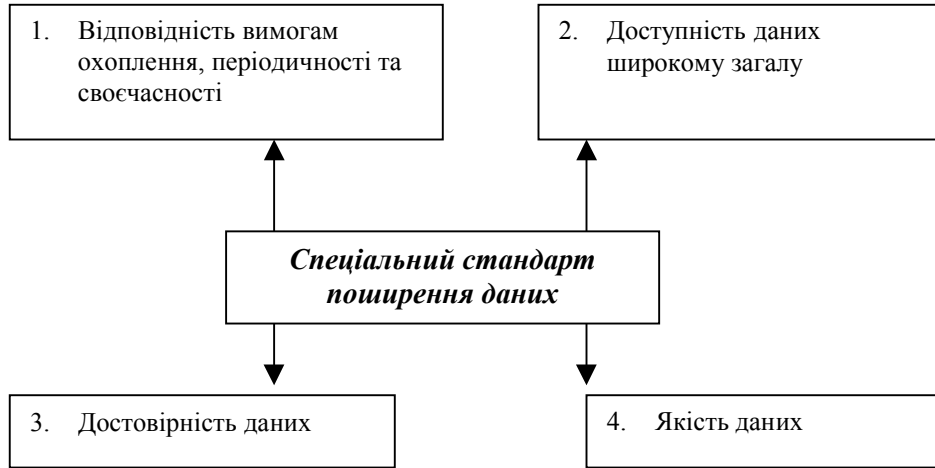 1. Відповідність вимогам
охоплення, періодичності та
своєчасності
2. Доступність даних
широкому загалу
Спеціальний стандарт
поширення даних
3. Достовірність даних
4. Якість даних